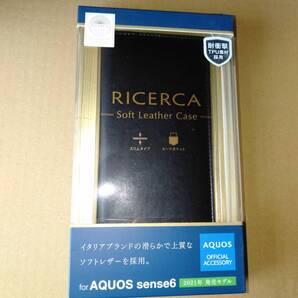 耐衝撃
TPU素材
採用
RICERCA
Soft Leather Case
スリムタイプ
カードポケット
イタリアブランドの滑らかで上質な
ソフトレザーを採用。
AQUOS
OFFICIAL
ACCESSORY
for AQUOS sense6
2021年 発売モデル